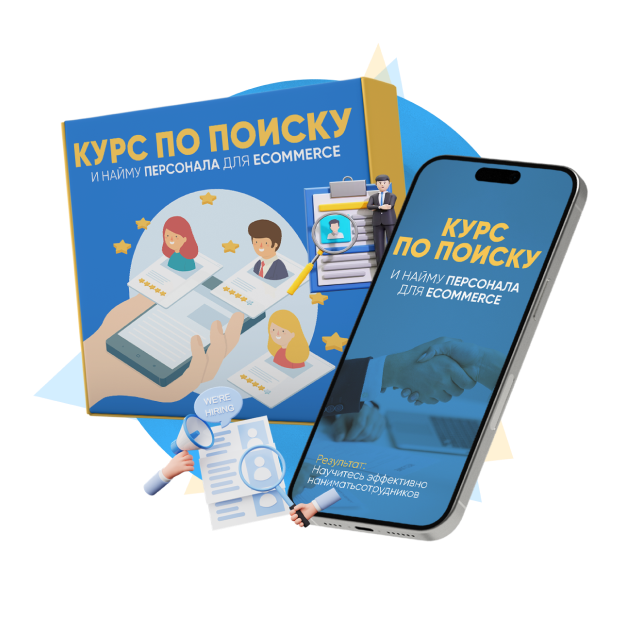 КУРС ПО ПОИСКУ
И НАЙМУ ПЕРСОНАЛА ДЛЯ ECOMMERCE
КУРС
ПО ПОИСКУ
И НАЙМУ ПЕРСОНАЛА
ДЛЯ ECOMMERCE
WE'RE
HIRING
Результат:
Научитесь эффективно
наниматьсотрудников